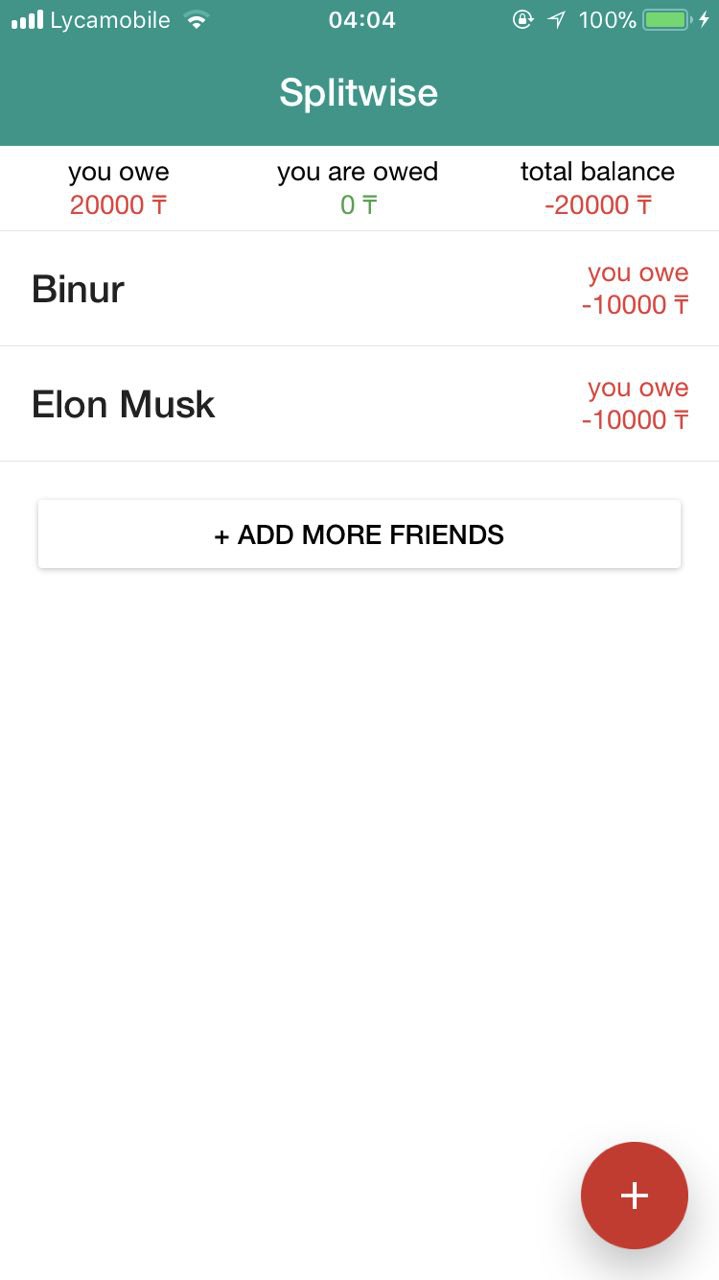 Lycamobile 04:04 100%
Splitwise
you owe you are owed total balance
20000 ₸ 0 ₸ -20000 ₸
Binur
you owe
-10000 ₸
Elon Musk
you owe
-10000 ₸
+ ADD MORE FRIENDS
+